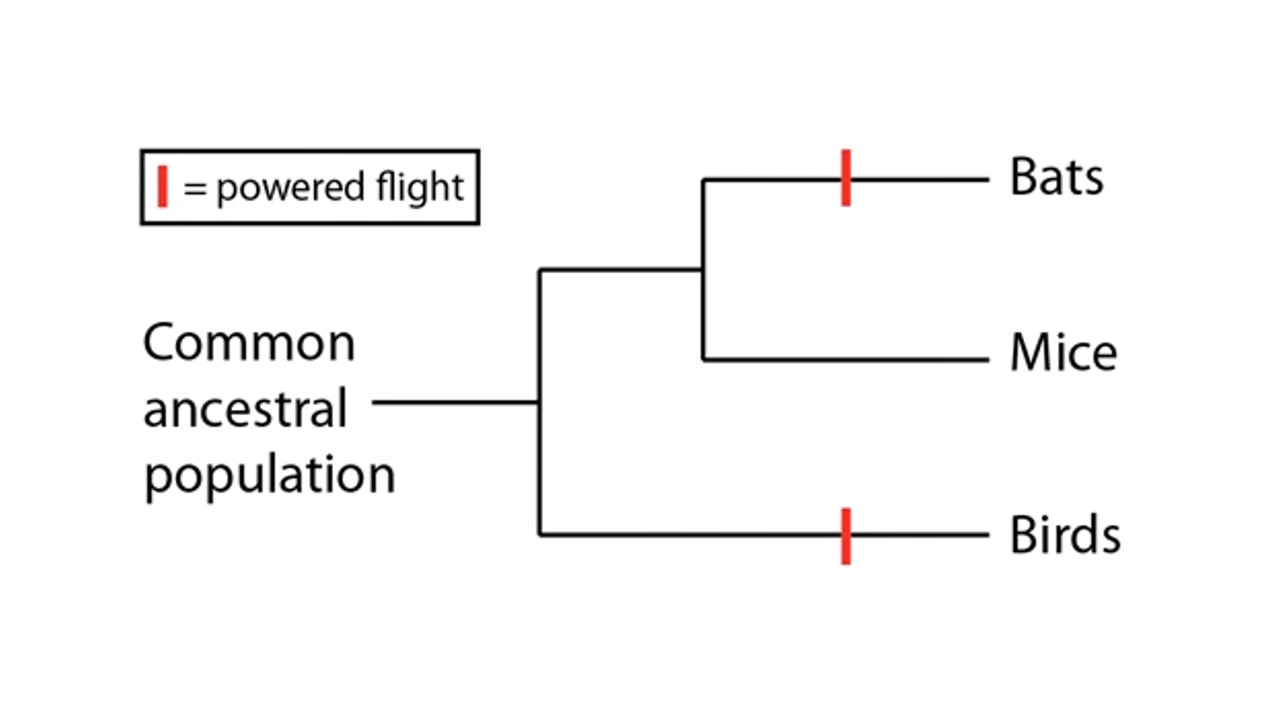 = powered flight
Bats
Common
ancestral
population
Mice
Birds